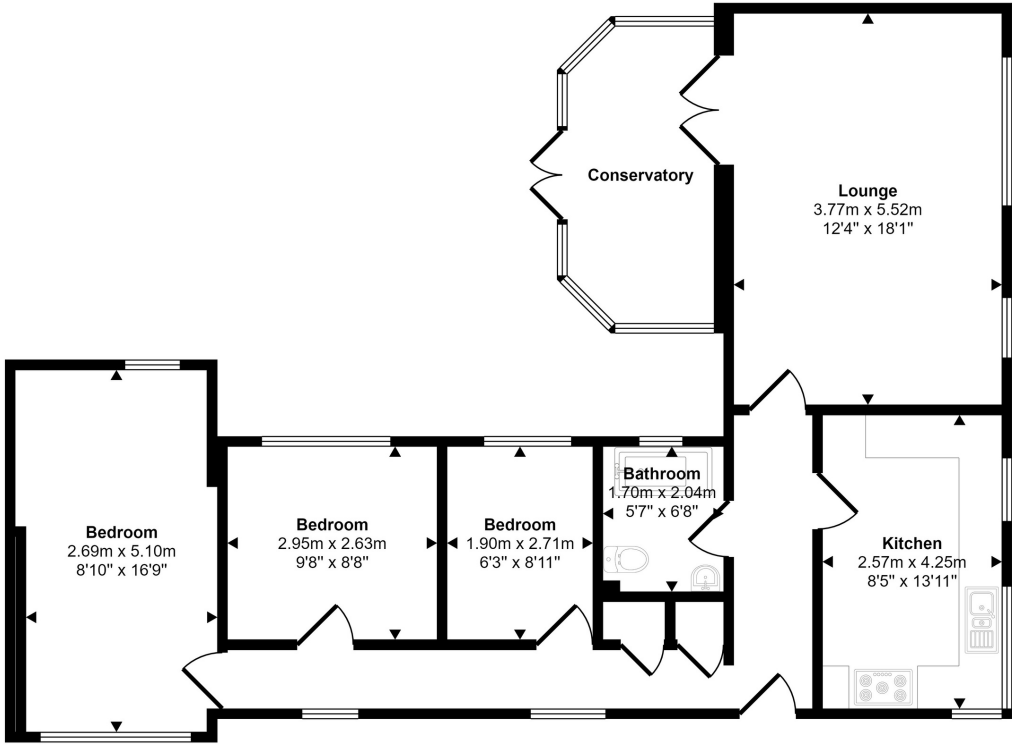 Conservatory
Lounge
3.77m x 5.52m
12'4" x 18'1"
Bedroom
2.69m x 5.10m
8'10" x 16'9"
Bedroom
2.95m x 2.63m
9'8" x 8'8"
Bedroom
1.90m x 2.71m
6'3" x 8'11"
Bathroom
1.70m x 2.04m
5'7" x 6'8"
Kitchen
2.57m x 4.25m
8'5" x 13'11"